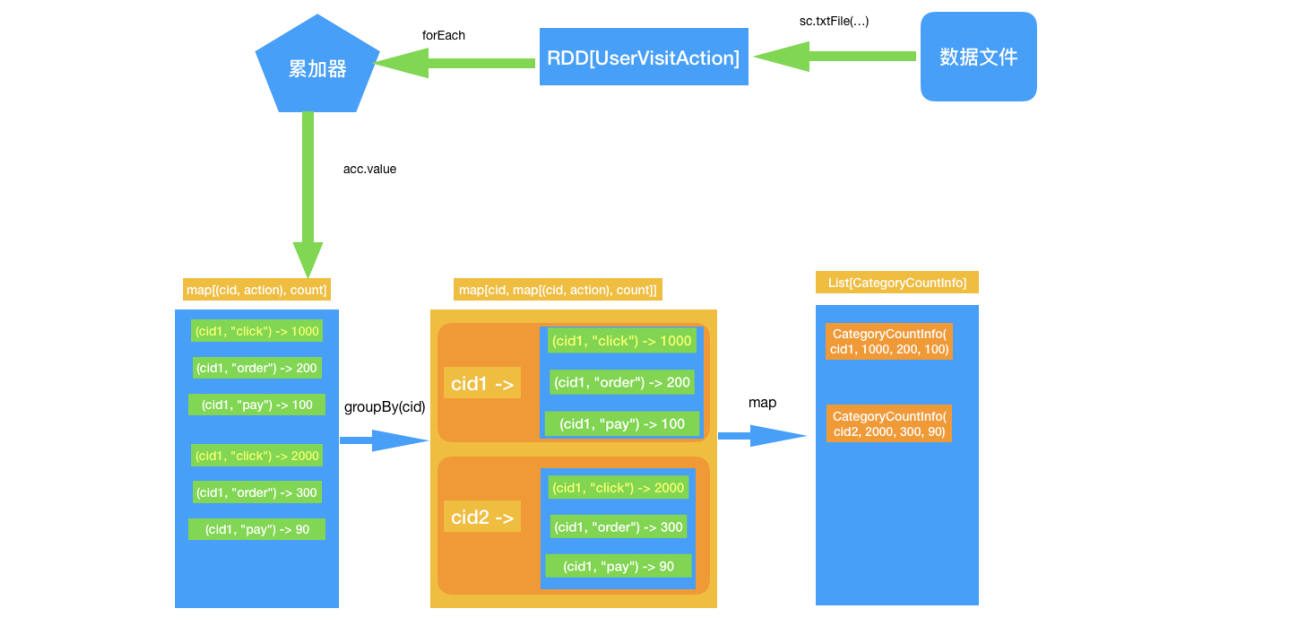 sc.txtFile(...)
forEach
累加器
RDD[UserVisitAction]
数据文件
acc.value
map[(cid, action), count]
(cid1, "click") -> 1000
(cid1, "order") -> 200
(cid1, "pay") -> 100
(cid1, "click") -> 2000
(cid1, "order") -> 300
(cid1, "pay") -> 90
groupBy(cid)
map[cid, map[(cid, action), count]]
cid1 ->
(cid1, "click") -> 1000
(cid1, "order") -> 200
(cid1, "pay") -> 100
cid2 ->
(cid1, "click") -> 2000
(cid1, "order") -> 300
(cid1, "pay") -> 90
map
List[CategoryCountInfo]
CategoryCountInfo(
cid1, 1000, 200, 100)
CategoryCountInfo(
cid2, 2000, 300, 90)